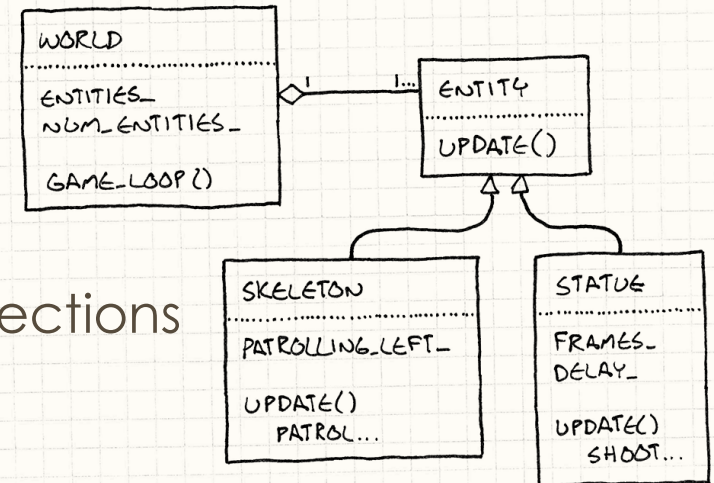 WORLD
ENTITIES_
NUM_ENTITIES_
GAME_LOOP()
1
1...
ENTITY
UPDATE()
ections
SKELETON
PATROLLING_LEFT_
UPDATE()
PATROL...
STATUE
FRAMES_
DELAY_
UPDATE()
SHOOT...